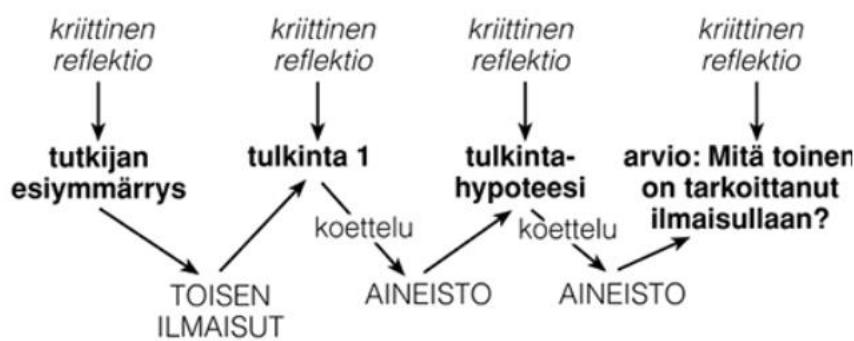 kriittinen
reflektio
kriittinen
reflektio
kriittinen
reflektio
kriittinen
reflektio
tutkijan
esiymmärrys
tulkinta 1
tulkinta-
hypoteesi
arvio: Mitä toinen
on tarkoittanut
ilmaisullaan?
koettelu
koettelu
TOISEN
ILMAISUT
AINEISTO
AINEISTO